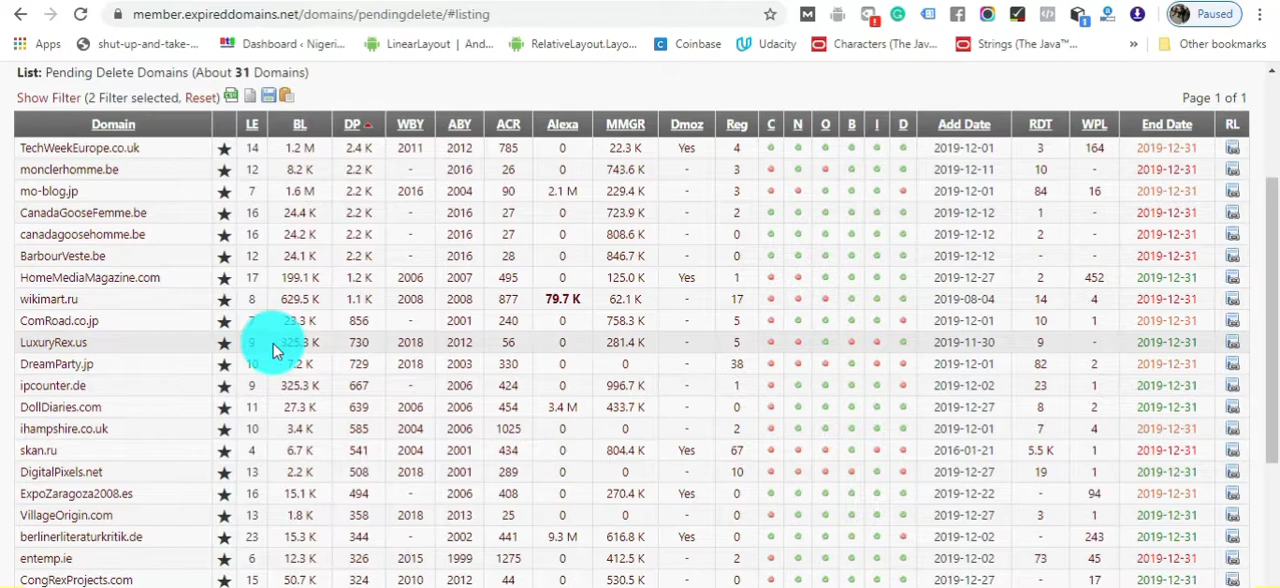 member.expireddomains.net/domains/pendingdelete/#listing Paused
Apps shut-up-and-take-... Dashboard ‹ Nigeri... LinearLayout | And... RelativeLayout.Layo... Coinbase Udacity Characters (The Jav... Strings (The Java™... » Other bookmarks
List: Pending Delete Domains (About 31 Domains)
Show Filter (2 Filter selected, Reset) Page 1 of 1
Domain LE BL DP WBY ABY ACR Alexa MMGR Dmoz Reg C N O B I D Add Date RDT WPL End Date RL
TechWeekEurope.co.uk 14 1.2 M 2.4 K 2011 2012 785 0 22.3 K Yes 4 2019-12-01 3 164 2019-12-31
monclerhomme.be 12 8.2 K 2.2 K - 2016 26 0 743.6 K - 3 2019-12-11 10 - 2019-12-31
mo-blog.jp 7 1.6 M 2.2 K 2016 2004 90 2.1 M 229.4 K - 3 2019-12-01 84 16 2019-12-31
CanadaGooseFemme.be 16 24.4 K 2.2 K - 2016 27 0 723.9 K - 2 2019-12-12 1 - 2019-12-31
canadagoosehomme.be 16 24.2 K 2.2 K - 2016 27 0 808.6 K - 0 2019-12-12 2 - 2019-12-31
BarbourVeste.be 12 24.1 K 2.2 K - 2016 28 0 846.7 K - 0 2019-12-12 - - 2019-12-31
HomeMediaMagazine.com 17 199.1 K 1.2 K 2006 2007 495 0 125.0 K Yes 1 2019-12-27 2 452 2019-12-31
wikimart.ru 8 629.5 K 1.1 K 2008 2008 877 79.7 K 62.1 K - 17 2019-08-04 14 4 2019-12-31
ComRoad.co.jp 7 23.3 K 856 - 2001 240 0 758.3 K - 5 2019-12-01 10 1 2019-12-31
LuxuryRex.us 9 325.3 K 730 2018 2012 56 0 281.4 K - 5 2019-11-30 9 - 2019-12-31
DreamParty.jp 10 7.2 K 729 2018 2003 330 0 0 - 38 2019-12-01 82 2 2019-12-31
ipcounter.de 9 325.3 K 667 - 2006 424 0 996.7 K - 1 2019-12-02 23 1 2019-12-31
DollDiaries.com 11 27.3 K 639 2006 2006 454 3.4 M 433.7 K - 0 2019-12-27 8 2 2019-12-31
ihampshire.co.uk 10 3.4 K 585 2004 2006 1025 0 0 - 2 2019-12-01 7 4 2019-12-31
skan.ru 4 6.7 K 541 2004 2001 434 0 804.4 K Yes 67 2016-01-21 5.5 K 1 2019-12-31
DigitalPixels.net 13 2.2 K 508 2018 2001 289 0 0 - 10 2019-12-27 19 1 2019-12-31
ExpoZaragoza2008.es 16 15.1 K 494 - 2006 408 0 270.4 K Yes 0 2019-12-22 - 94 2019-12-31
VillageOrigin.com 13 1.8 K 358 2018 2013 25 0 0 - 0 2019-12-27 3 1 2019-12-31
berlinerliteraturkritik.de 23 15.3 K 344 - 2002 441 9.3 M 616.8 K Yes 0 2019-12-02 - 243 2019-12-31
entemp.ie 6 12.3 K 326 2015 1999 1275 0 412.5 K - 2 2019-12-02 73 45 2019-12-31
CongRexProjects.com 15 50.7 K 324 2010 2012 44 0 530.5 K - 0 2019-12-27 17 17 2019-12-31